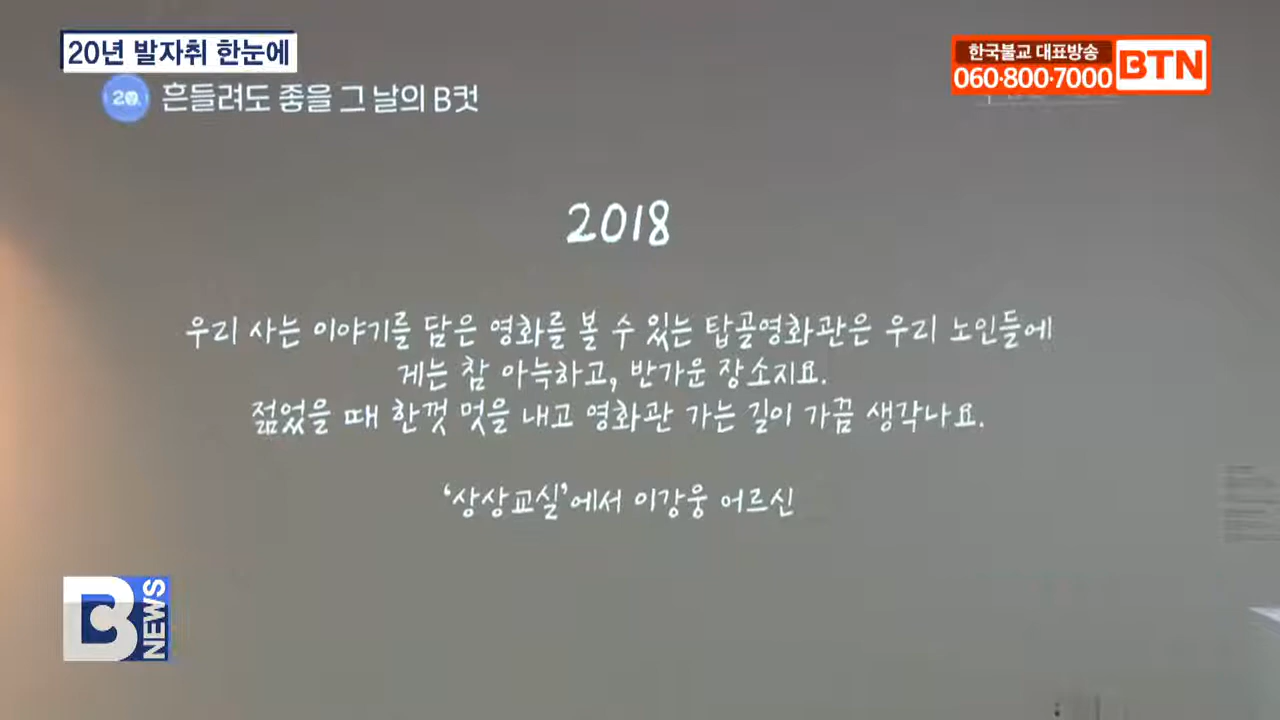 20년 발자취 한눈에
한국불교 대표방송
060·800·7000
BTN
흔들려도 좋을 그 날의 B컷
2018
우리 사는 이야기를 담은 영화를 볼 수 있는 탑골영화관은 우리 노인들에
게는 참 아늑하고, 반가운 장소지요.
젊었을 때 한껏 멋을 내고 영화관 가는 길이 가끔 생각나요.
‘상상교실’에서 이강웅 어르신
B NEWS